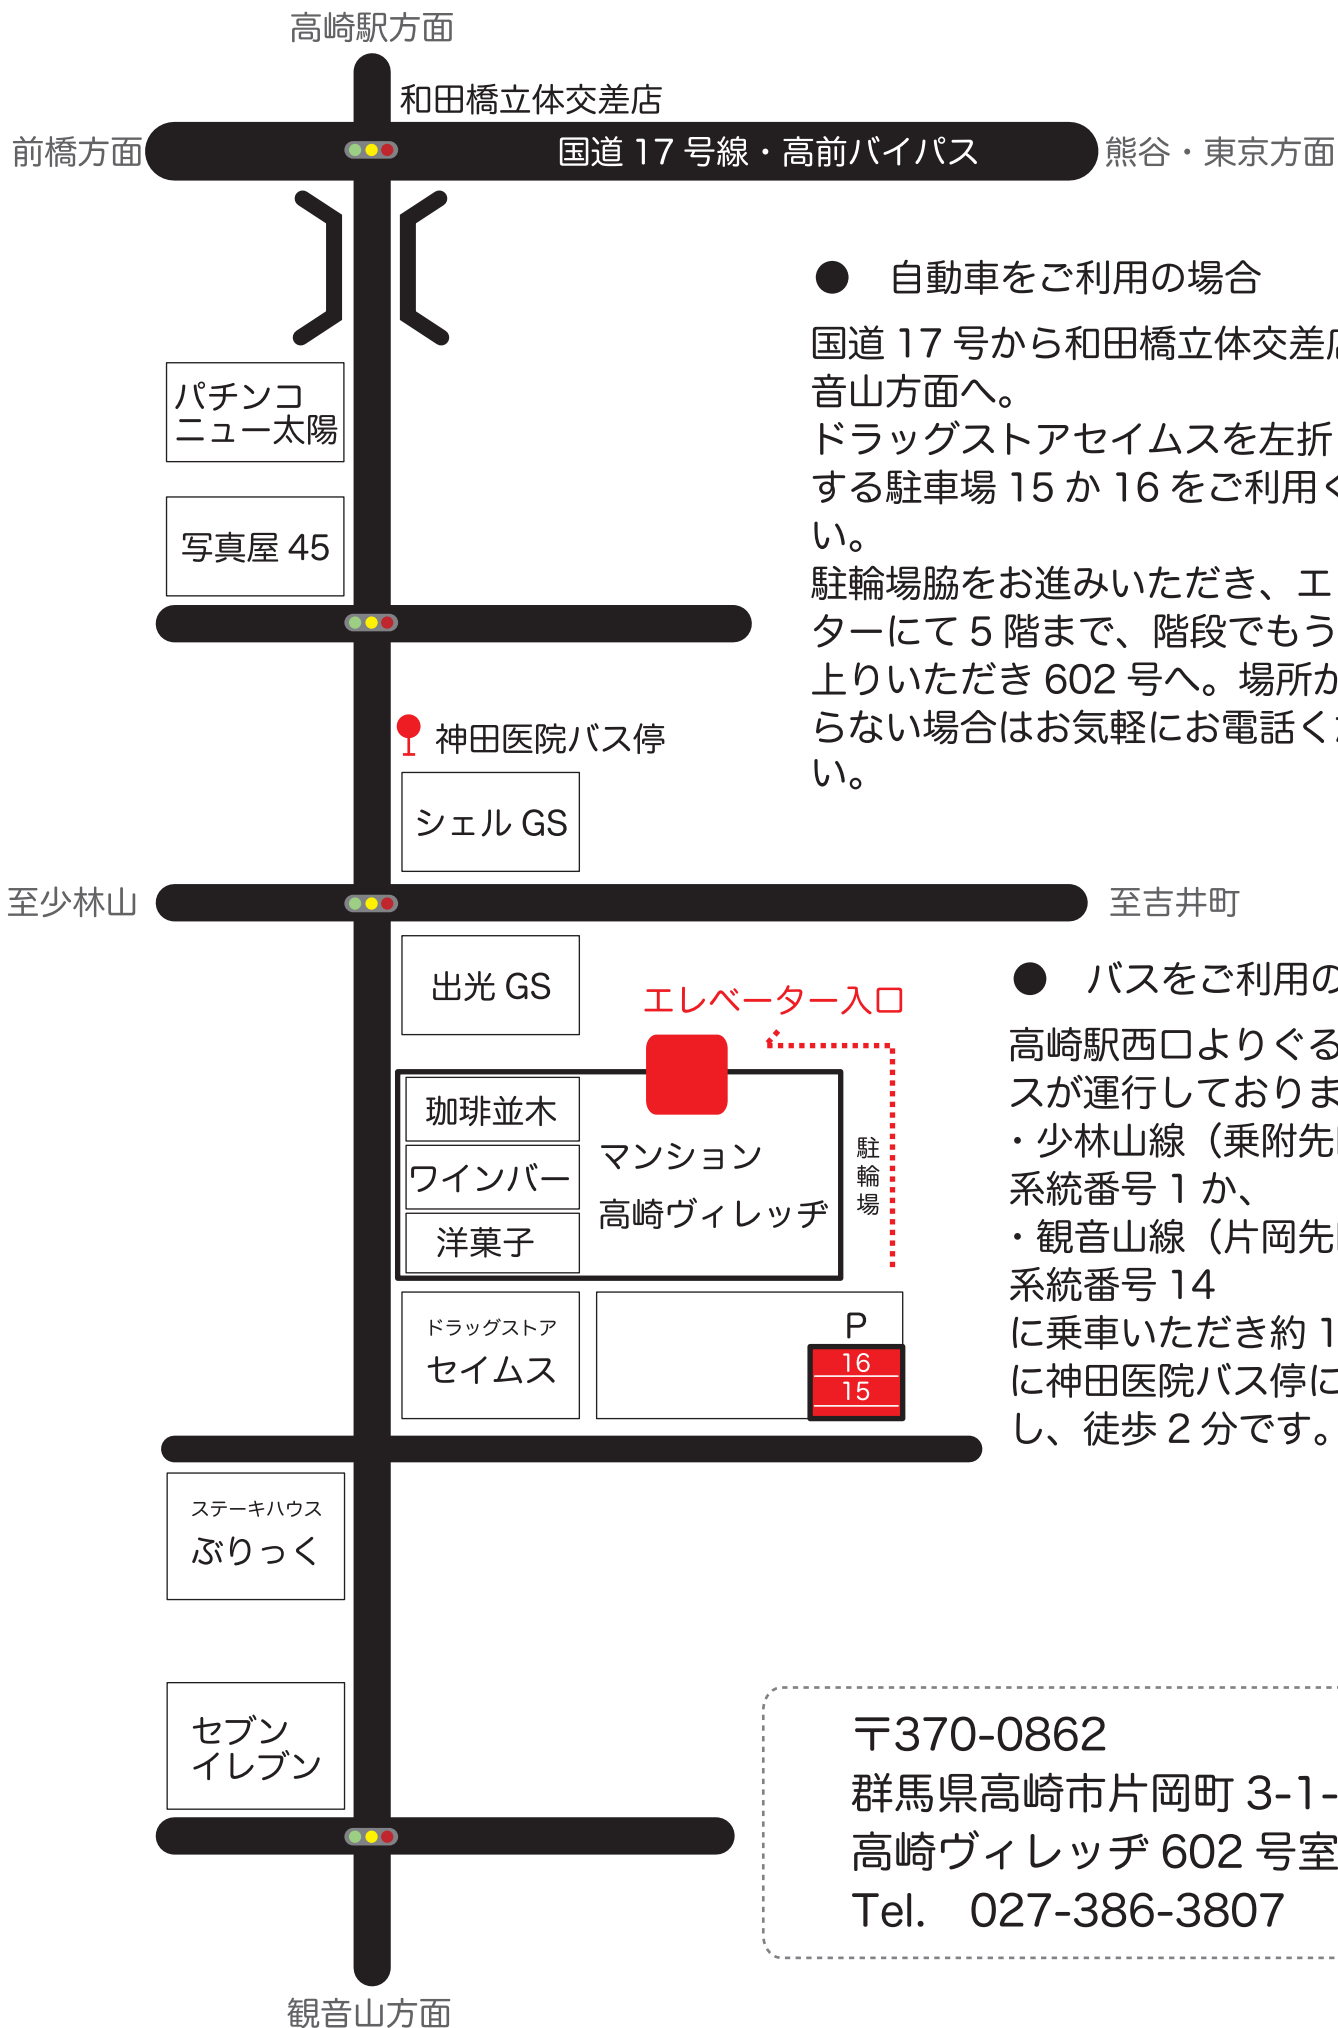 高崎駅方面
和田橋立体交差店
前橋方面
国道 17 号線・高前バイパス
熊谷・東京方面
● 自動車をご利用の場合
国道 17 号から和田橋立体交差
音山方面へ。
ドラッグストアセイムスを左折
する駐車場 15 か 16 をご利用く
い。
駐輪場脇をお進みいただき、エ
ターにて 5 階まで、階段でもう
上りいただき 602 号へ。場所が
らない場合はお気軽にお電話く
い。
パチンコ
ニュー太陽
写真屋 45
神田医院バス停
シェル GS
至少林山
至吉井町
出光 GS
エレベーター入口
珈琲並木
ワインバー
洋菓子
マンション
高崎ヴィレッヂ
駐輪場
ドラッグストア
セイムス
P
16
15
● バスをご利用の
高崎駅西口よりぐる
スが運行しておりま
・少林山線（乗附先
系統番号 1 か、
・観音山線（片岡先
系統番号 14
に乗車いただき約 1
に神田医院バス停に
し、徒歩 2 分です。
ステーキハウス
ぶりっく
セブン
イレブン
〒370-0862
群馬県高崎市片岡町 3-1-
高崎ヴィレッヂ 602 号室
Tel. 027-386-3807
観音山方面